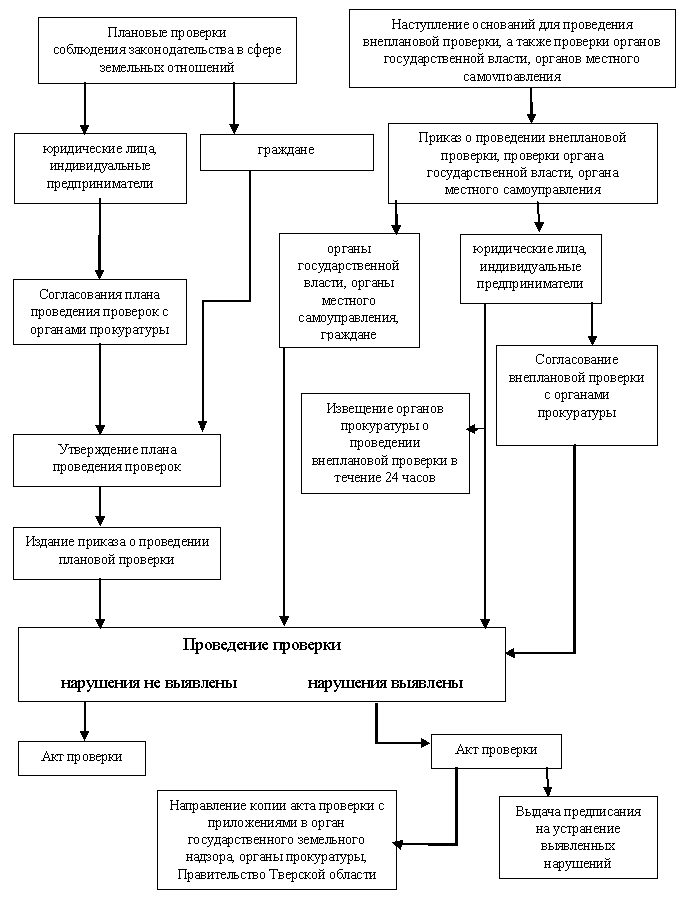 Плановые проверки
соблюдения законодательства в сфере
земельных отношений
Наступление оснований для проведения
внеплановой проверки, а также проверки органов
государственной власти, органов местного
самоуправления
юридические лица,
индивидуальные
предприниматели
граждане
Приказ о проведении внеплановой
проверки, проверки органа
государственной власти, органа
местного самоуправления
органы
государственной
власти, органы
местного
самоуправления,
граждане
юридические лица,
индивидуальные
предприниматели
Согласования плана
проведения проверок с
органами прокуратуры
Согласование
внеплановой проверки
с органами
прокуратуры
Извещение органов
прокуратуры о
проведении
внеплановой проверки в
течение 24 часов
Утверждение плана
проведения проверок
Издание приказа о проведении
плановой проверки
Проведение проверки
нарушения не выявлены нарушения выявлены
Акт проверки
Акт проверки
Направление копии акта проверки с
приложениями в орган
государственного земельного
надзора, органы прокуратуры,
Правительство Тверской области
Выдача предписания
на устранение
выявленных
нарушений